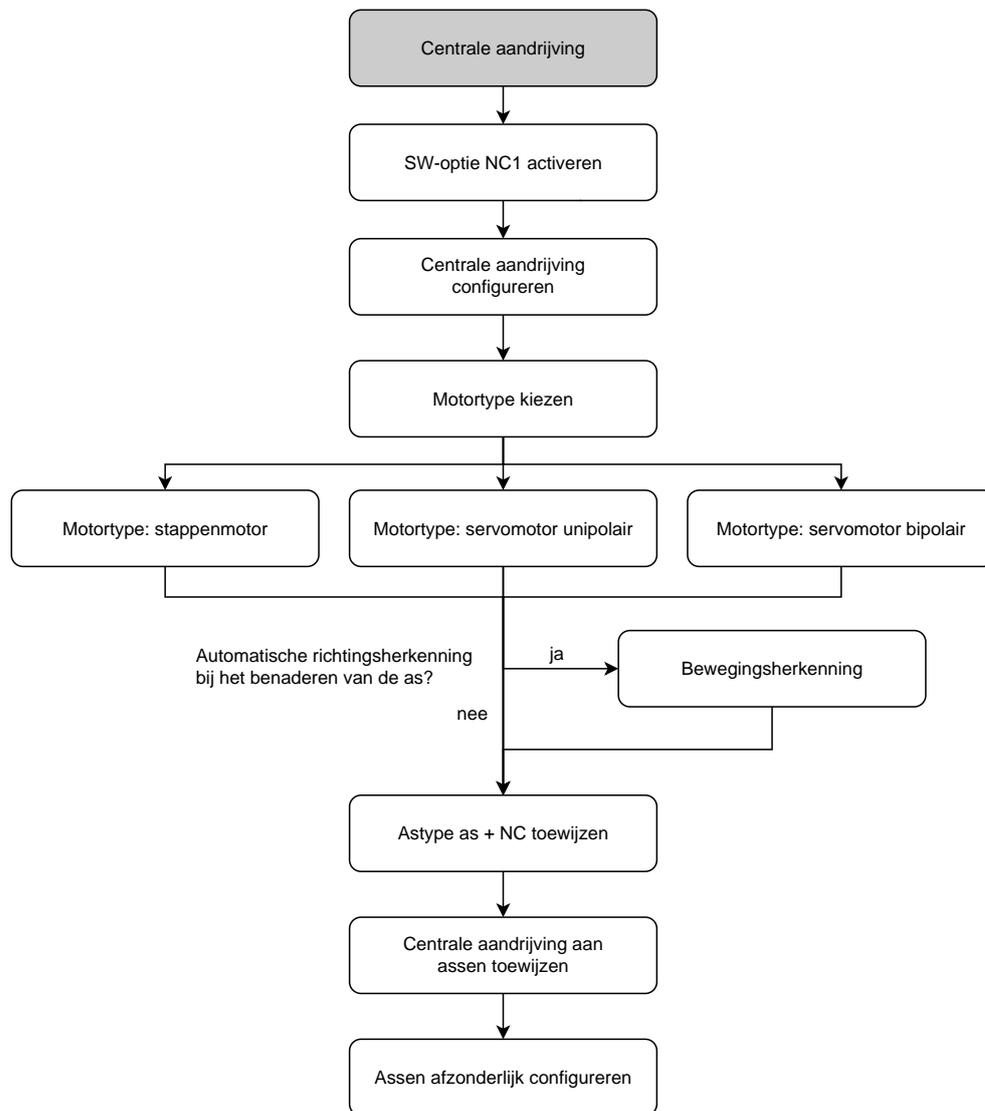 Centrale aandrijving
SW-optie NC1 activeren
Centrale aandrijving
configureren
Motortype kiezen
Motortype: stappenmotor
Motortype: servomotor unipolair
Motortype: servomotor bipolair
Automatische richtingsherkenning
bij het benaderen van de as?
ja
Bewegingsherkenning
nee
Astype as + NC toewijzen
Centrale aandrijving aan
assen toewijzen
Assen afzonderlijk configureren